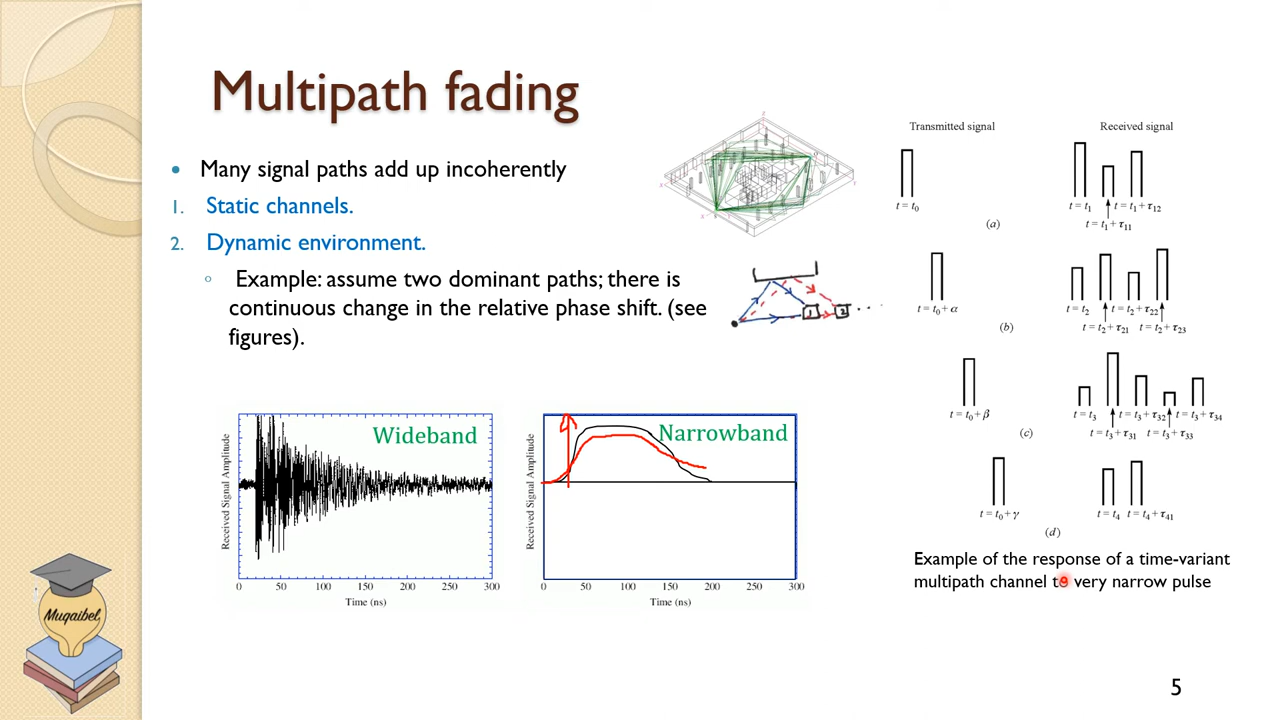 Multipath fading
Many signal paths add up incoherently
1. Static channels.
2. Dynamic environment.
Example: assume two dominant paths; there is
continuous change in the relative phase shift. (see
figures).
1 2
Wideband
Received Signal Amplitude
0 50 100 150 200 250 300
Time (ns)
Narrowband
Received Signal Amplitude
0 50 100 150 200 250 300
Time (ns)
Transmitted signal Received signal
t = t₀ t = t₁ t = t₁ + τ₁₂
t = t₁ + τ₁₁
(a)
t = t₀ + α t = t₂ t = t₂ + τ₂₂
t = t₂ + τ₂₁ t = t₂ + τ₂₃
(b)
t = t₀ + β t = t₃ t = t₃ + τ₃₂ t = t₃ + τ₃₄
t = t₃ + τ₃₁ t = t₃ + τ₃₃
(c)
t = t₀ + γ t = t₄ t = t₄ + τ₄₁
(d)
Example of the response of a time-variant
multipath channel to very narrow pulse
Muqaibel
5